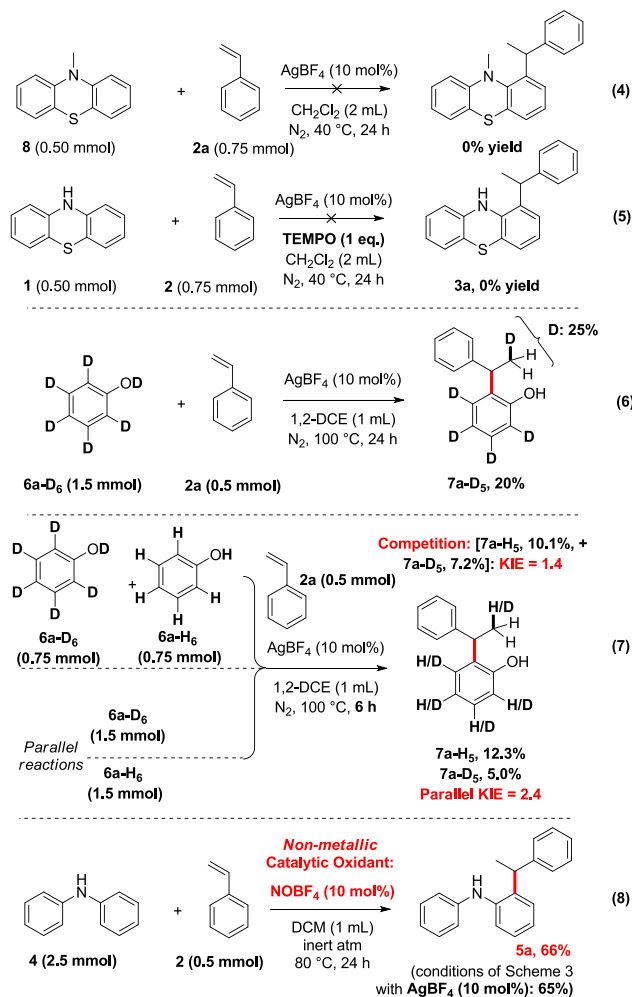 N
AgBF4 (10 mol%)
+
N
S
CH2Cl2 (2 mL)
N2, 40 °C, 24 h
S
(4)
8 (0.50 mmol)
2a (0.75 mmol)
0% yield
H
N
AgBF4 (10 mol%)
+
H
N
S
TEMPO (1 eq.)
CH2Cl2 (2 mL)
N2, 40 °C, 24 h
S
(5)
1 (0.50 mmol)
2 (0.75 mmol)
3a, 0% yield
D: 25%
D
H
H
D
D
OD
D
D
D
+
AgBF4 (10 mol%)
1,2-DCE (1 mL)
N2, 100 °C, 24 h
D
OH
D
D
D
(6)
6a-D6 (1.5 mmol)
2a (0.5 mmol)
7a-D5, 20%
D
D
OD
D
D
D
+
H
H
OH
H
H
H
2a (0.5 mmol)
Competition: [7a-H5, 10.1%, +
7a-D5, 7.2%]: KIE = 1.4
6a-D6
(0.75 mmol)
6a-H6
(0.75 mmol)
AgBF4 (10 mol%)
1,2-DCE (1 mL)
N2, 100 °C, 6 h
H/D
H
H
H/D
OH
H/D
H/D
H/D
(7)
6a-D6
(1.5 mmol)
Parallel
reactions
6a-H6
(1.5 mmol)
7a-H5, 12.3%
7a-D5, 5.0%
Parallel KIE = 2.4
H
N
+
Non-metallic
Catalytic Oxidant:
NOBF4 (10 mol%)
DCM (1 mL)
inert atm
80 °C, 24 h
H
N
(8)
4 (2.5 mmol)
2 (0.5 mmol)
5a, 66%
(conditions of Scheme 3
with AgBF4 (10 mol%): 65%)